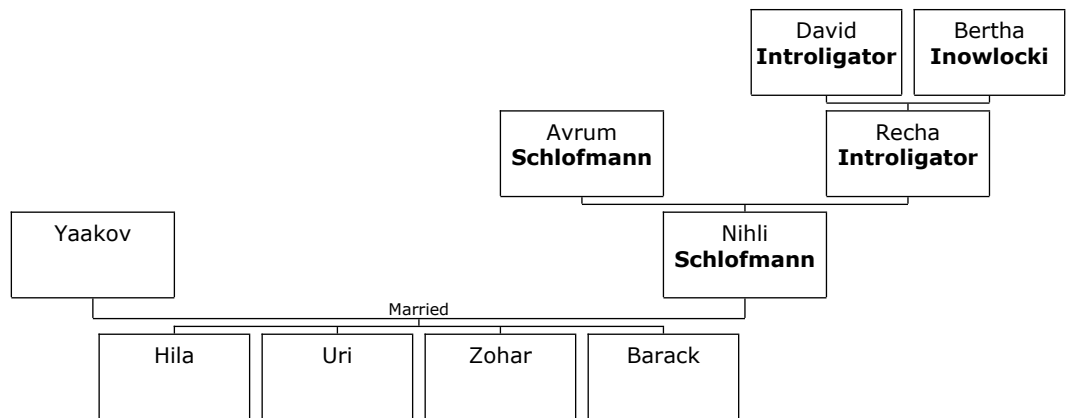 David
Introligator
Bertha
Inowlocki
Avrum
Schlofmann
Recha
Introligator
Yaakov
Nihli
Schlofmann
Married
Hila
Uri
Zohar
Barack